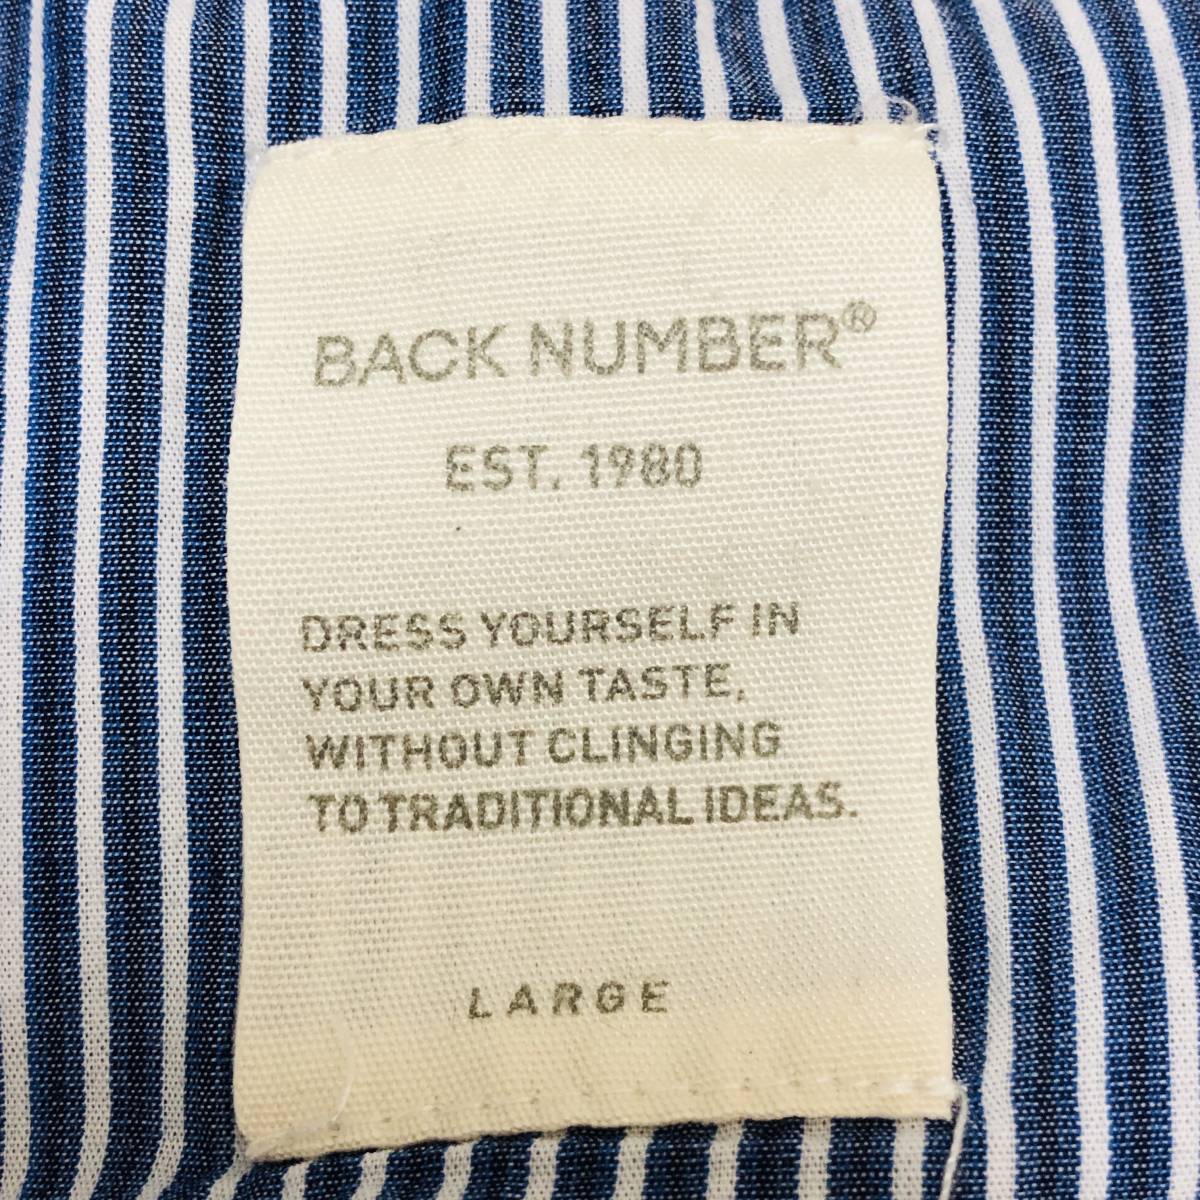 BACK NUMBER®
EST. 1980
DRESS YOURSELF IN
YOUR OWN TASTE,
WITHOUT CLINGING
TO TRADITIONAL IDEAS.
LARGE